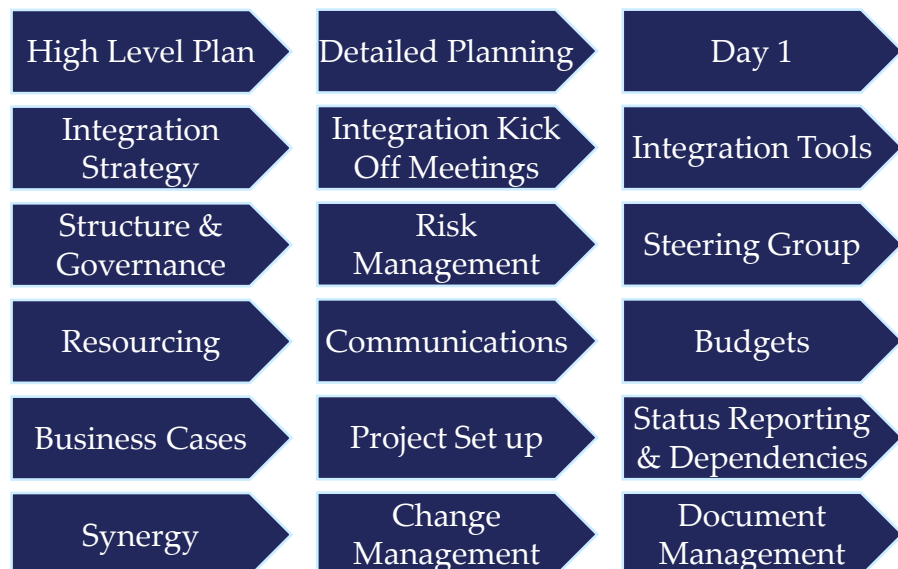 High Level Plan
Detailed Planning
Day 1
Integration
Strategy
Integration Kick
Off Meetings
Integration Tools
Structure &
Governance
Risk
Management
Steering Group
Resourcing
Communications
Budgets
Business Cases
Project Set up
Status Reporting
& Dependencies
Synergy
Change
Management
Document
Management